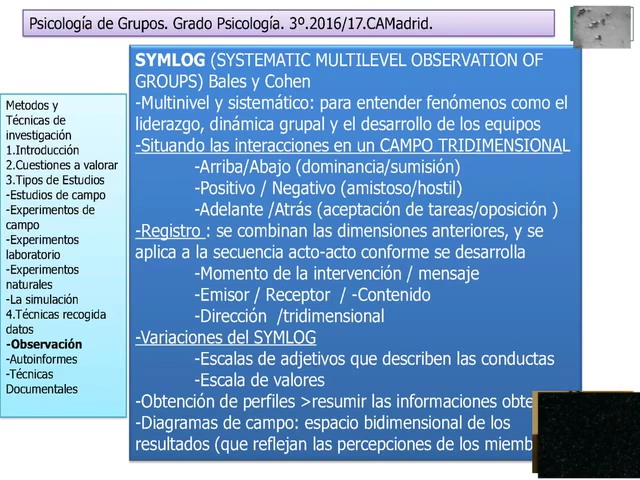 Psicología de Grupos. Grado Psicología. 3º.2016/17.CAMadrid.
Metodos y
Técnicas de
investigación
1.Introducción
2.Cuestiones a valorar
3.Tipos de Estudios
-Estudios de campo
-Experimentos de
campo
-Experimentos
laboratorio
-Experimentos
naturales
-La simulación
4.Técnicas recogida
datos
-Observación
-Autoinformes
-Técnicas
Documentales
SYMLOG (SYSTEMATIC MULTILEVEL OBSERVATION OF
GROUPS) Bales y Cohen
-Multinivel y sistemático: para entender fenómenos como el
liderazgo, dinámica grupal y el desarrollo de los equipos
-Situando las interacciones en un CAMPO TRIDIMENSIONAL
-Arriba/Abajo (dominancia/sumisión)
-Positivo / Negativo (amistoso/hostil)
-Adelante /Atrás (aceptación de tareas/oposición )
-Registro : se combinan las dimensiones anteriores, y se
aplica a la secuencia acto-acto conforme se desarrolla
-Momento de la intervención / mensaje
-Emisor / Receptor / -Contenido
-Dirección /tridimensional
-Variaciones del SYMLOG
-Escalas de adjetivos que describen las conductas
-Escala de valores
-Obtención de perfiles >resumir las informaciones
-Diagramas de campo: espacio bidimensional de los
resultados (que reflejan las percepciones de los